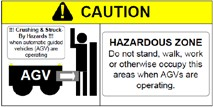 CAUTION
!!! Crushing & Struck-
By Hazards !!!
when automatic guided
vehicles (AGV) are
operating
AGV
HAZARDOUS ZONE
Do not stand, walk, work
or otherwise occupy this
areas when AGVs are
operating.